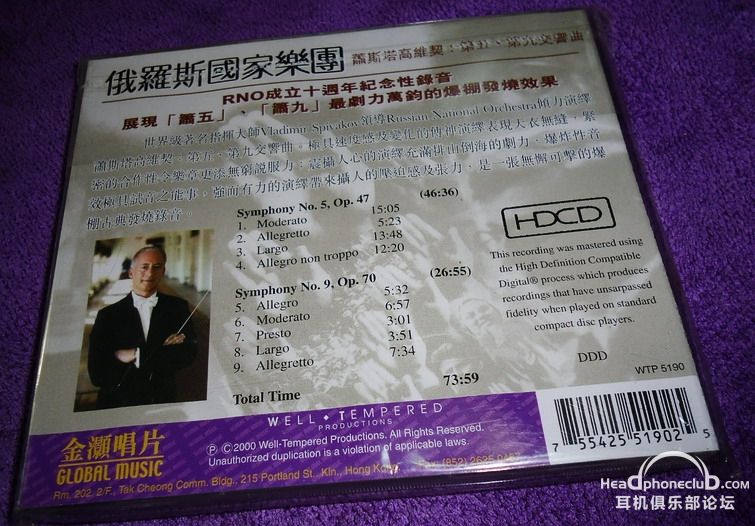 俄羅斯國家樂團 蕭斯塔高維契：第五、第九交響曲
RNO成立十週年紀念性錄音
展現「蕭五」、「蕭九」最劇力萬鈞的爆棚發燒效果
世界級著名指揮大師Vladimir Spivakov領導Russian National Orchestra傾力演繹
蕭斯塔高維契：第五、第九交響曲。極具速度感及變化的傳神演繹表現天衣無縫，緊
密的合作性令樂章更添無窮說服力；震攝人心的演繹充滿排山倒海的劇力，爆炸性音
效極具試音之能事，強而有力的演繹帶來攝人的壓迫感及張力，是一張無懈可擊的爆
棚古典發燒錄音。
Symphony No. 5, Op. 47 (46:36)
1. Moderato 15:05
2. Allegretto 5:23
3. Largo 13:48
4. Allegro non troppo 12:20
Symphony No. 9, Op. 70 (26:55)
5. Allegro 5:32
6. Moderato 6:57
7. Presto 3:01
8. Largo 3:51
9. Allegretto 7:34
Total Time 73:59
HDCD
This recording was mastered using
the High Definition Compatible
Digital® process which produces
recordings that have unsurpassed
fidelity when played on standard
compact disc players.
DDD
WTP 5190
WELL TEMPERED
PRODUCTIONS
金灝唱片
GLOBAL MUSIC
Ⓟ © 2000 Well-Tempered Productions. All Rights Reserved.
Unauthorized duplication is a violation of applicable laws.
Rm. 202, 2/F., Tak Cheong Comm. Bldg., 215 Portland St., Kln, Hong Kong Fax: (852) 2625 0467
7 55425 51902 5
Headphoneclub.com
耳机俱乐部论坛